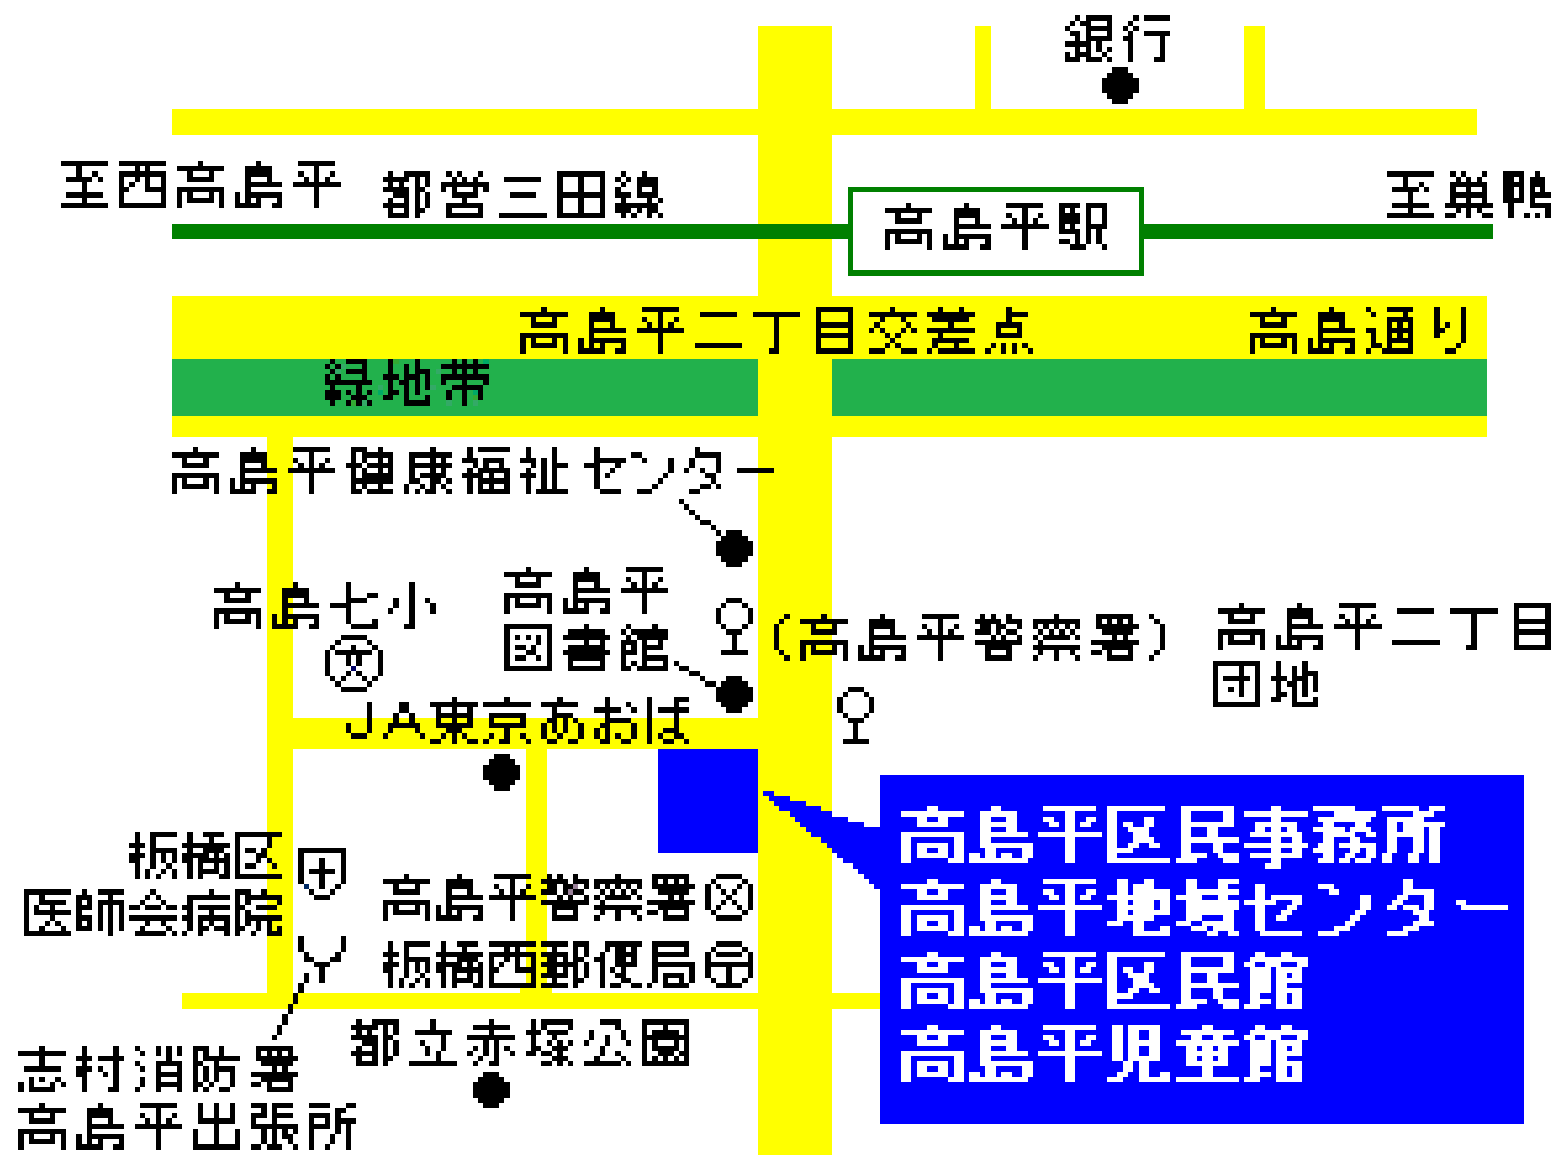 銀行
至西高島平
都営三田線
高島平駅
至巣鴨
高島平二丁目交差点
高島通り
緑地帯
高島平健康福祉センター
高島七小
高島平
図書館
(高島平警察署)
高島平二丁目
団地
JA東京あおば
高島平区民事務所
高島平地域センター
高島平区民館
高島平児童館
板橋区
医師会病院
高島平警察署
板橋西郵便局
都立赤塚公園
志村消防署
高島平出張所